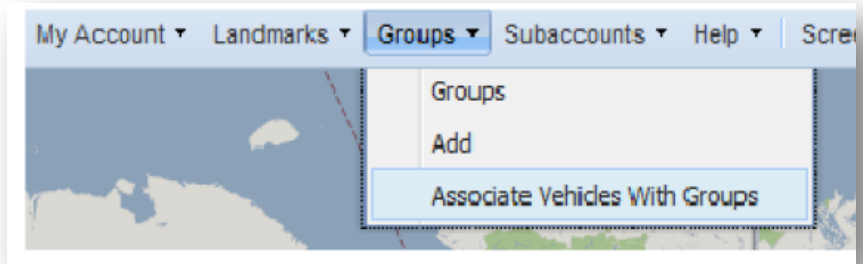 My Account Landmarks Groups Subaccounts Help
Groups
Add
Associate Vehicles With Groups